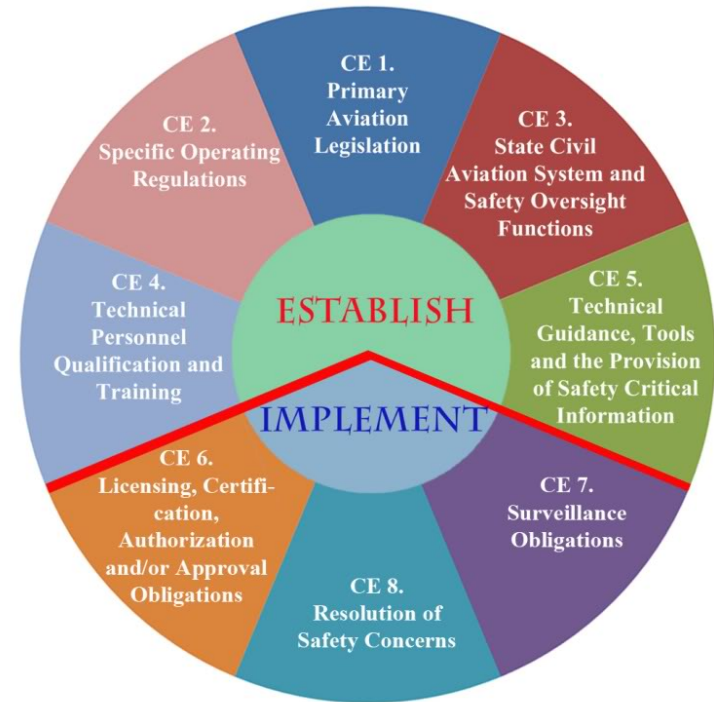 CE 1.
Primary
Aviation
Legislation
CE 2.
Specific Operating
Regulations
CE 3.
State Civil
Aviation System and
Safety Oversight
Functions
CE 4.
Technical
Personnel
Qualification and
Training
ESTABLISH
CE 5.
Technical
Guidance, Tools
and the Provision
of Safety Critical
Information
IMPLEMENT
CE 6.
Licensing, Certifi-
cation,
Authorization
and/or Approval
Obligations
CE 7.
Surveillance
Obligations
CE 8.
Resolution of
Safety Concerns